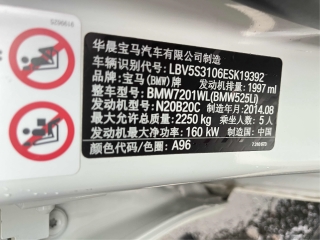 华晨宝马汽车有限公司制造
车辆识别代号:LBV5S3106ESK19392
品牌:宝马(BMW)牌 发动机排量:1997 ml
整车型号:BMW7201WL(BMW525Li)
发动机型号:N20B20C 制造年月:2014.08
最大允许总质量:2250 kg 乘坐人数:5 人
发动机最大净功率:160 kW 制造国:中国
颜色代码/色圈:A96